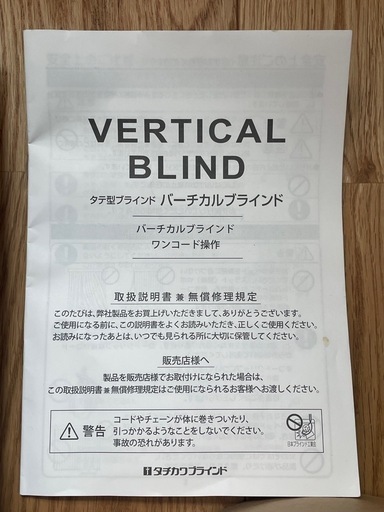 VERTICAL
BLIND
タテ型ブラインド バーチカルブラインド
バーチカルブラインド
ワンコード操作
取扱説明書 兼 無償修理規定
このたびは、弊社製品をお買上げいただきまして、ありがとうございます。
ご使用になる前に、この説明書をよくお読みいただき、正しくご使用ください。
お読みになったあとは、いつでも見られる所に大切に保管してください。
販売店様へ
製品を販売店様でお取付けになられた場合は、
この取扱説明書兼無償修理規定はご使用になられるお客様へお渡しください。
警告
コードやチェーンが体に巻きついたり、
引っかかるようなことをしないでください。
事故の恐れがあります。
日本ブラインド工業会
タチカワブラインド